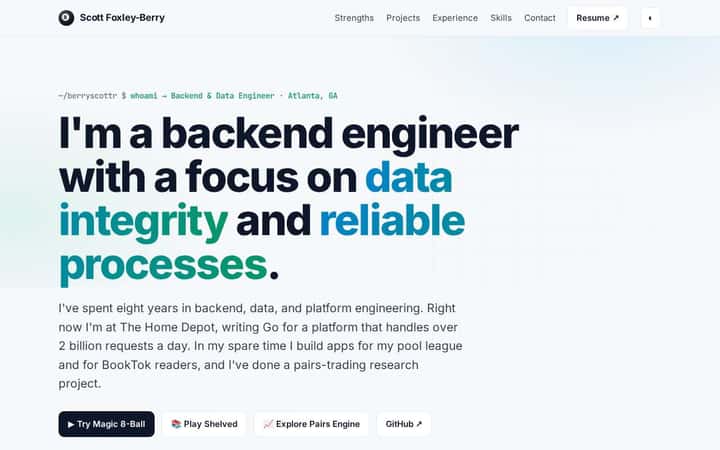 Scott Foxley-Berry
Strengths Projects Experience Skills Contact Resume ↗
~/berryscottr $ whoami → Backend & Data Engineer · Atlanta, GA
I'm a backend engineer
with a focus on data
integrity and reliable
processes.
I've spent eight years in backend, data, and platform engineering. Right
now I'm at The Home Depot, writing Go for a platform that handles over
2 billion requests a day. In my spare time I build apps for my pool league
and for BookTok readers, and I've done a pairs-trading research
project.
▶ Try Magic 8-Ball 📚 Play Shelved 📈 Explore Pairs Engine GitHub ↗